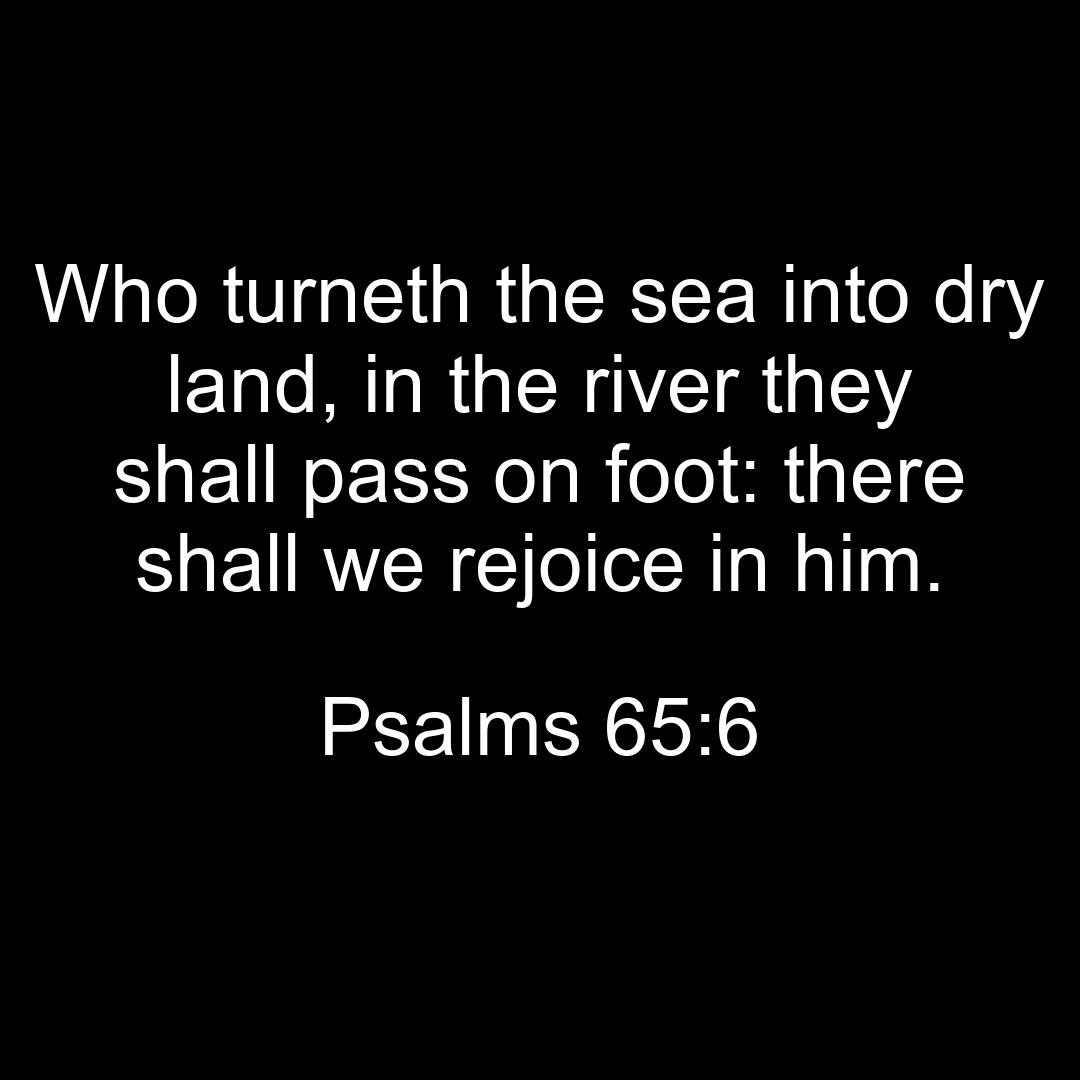 Who turneth the sea into dry
land, in the river they
shall pass on foot: there
shall we rejoice in him.
Psalms 65:6